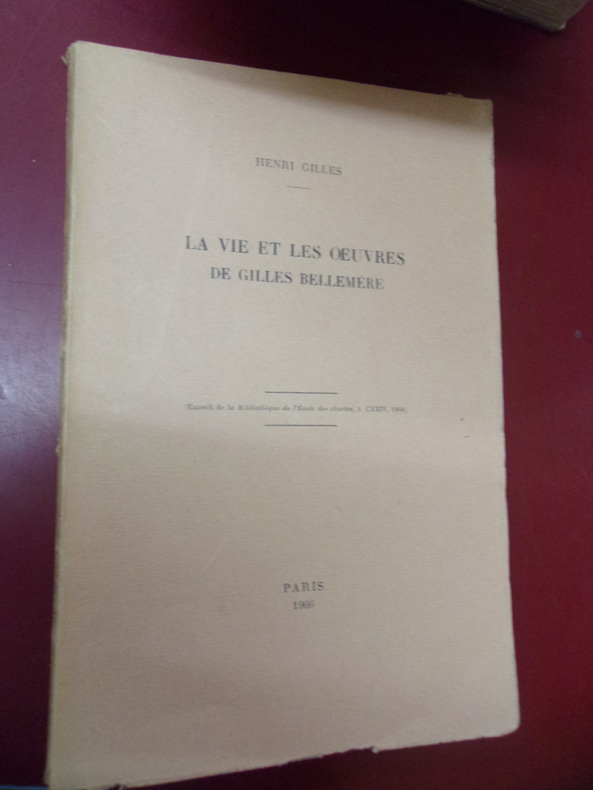 HENRI GILLES
LA VIE ET LES ŒUVRES
DE GILLES BELLEMÈRE
(Extrait de la Bibliothèque de l'École des chartes, t. CXXIV, 1966)
PARIS
1966